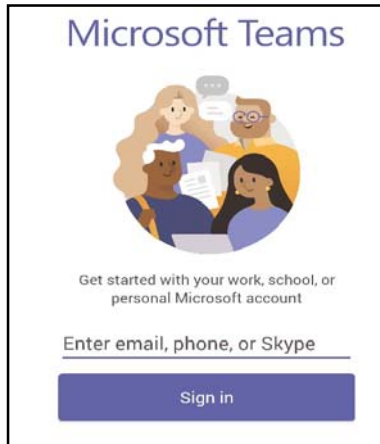 Microsoft Teams
Get started with your work, school, or
personal Microsoft account
Enter email, phone, or Skype
Sign in